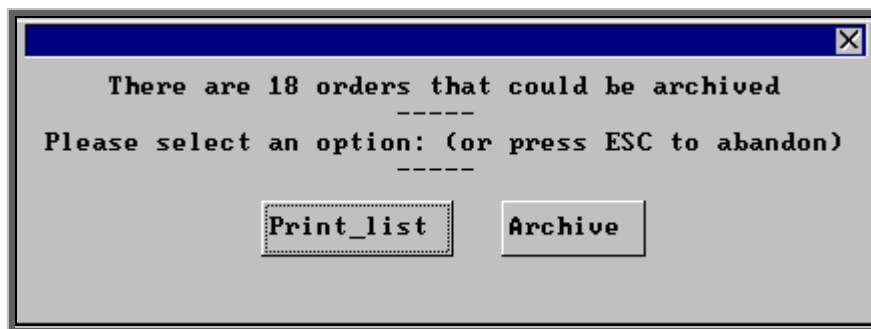 There are 18 orders that could be archived
-----
Please select an option: (or press ESC to abandon)
-----
Print_list Archive